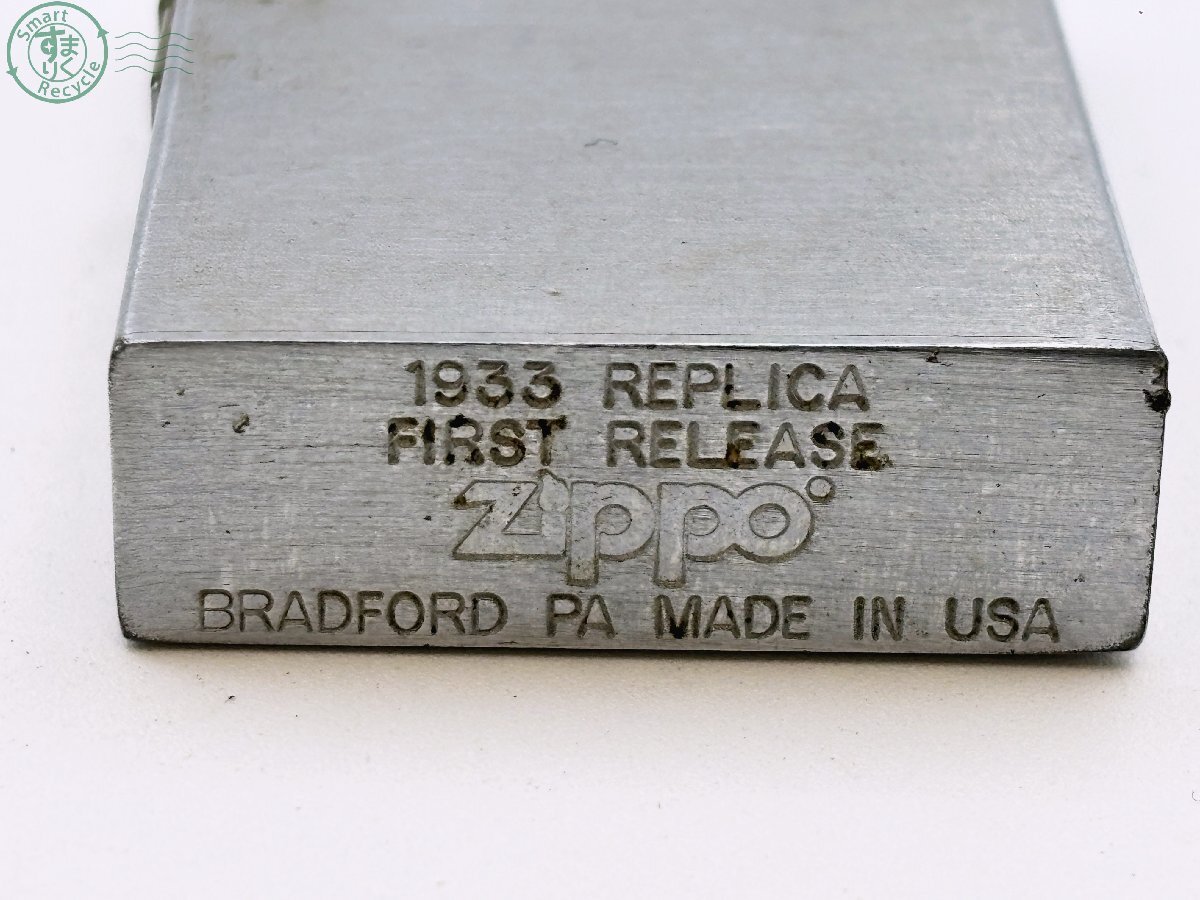 Smart
すまりく
Recycle
1933 REPLICA
FIRST RELEASE
Zippo
BRADFORD PA MADE IN USA